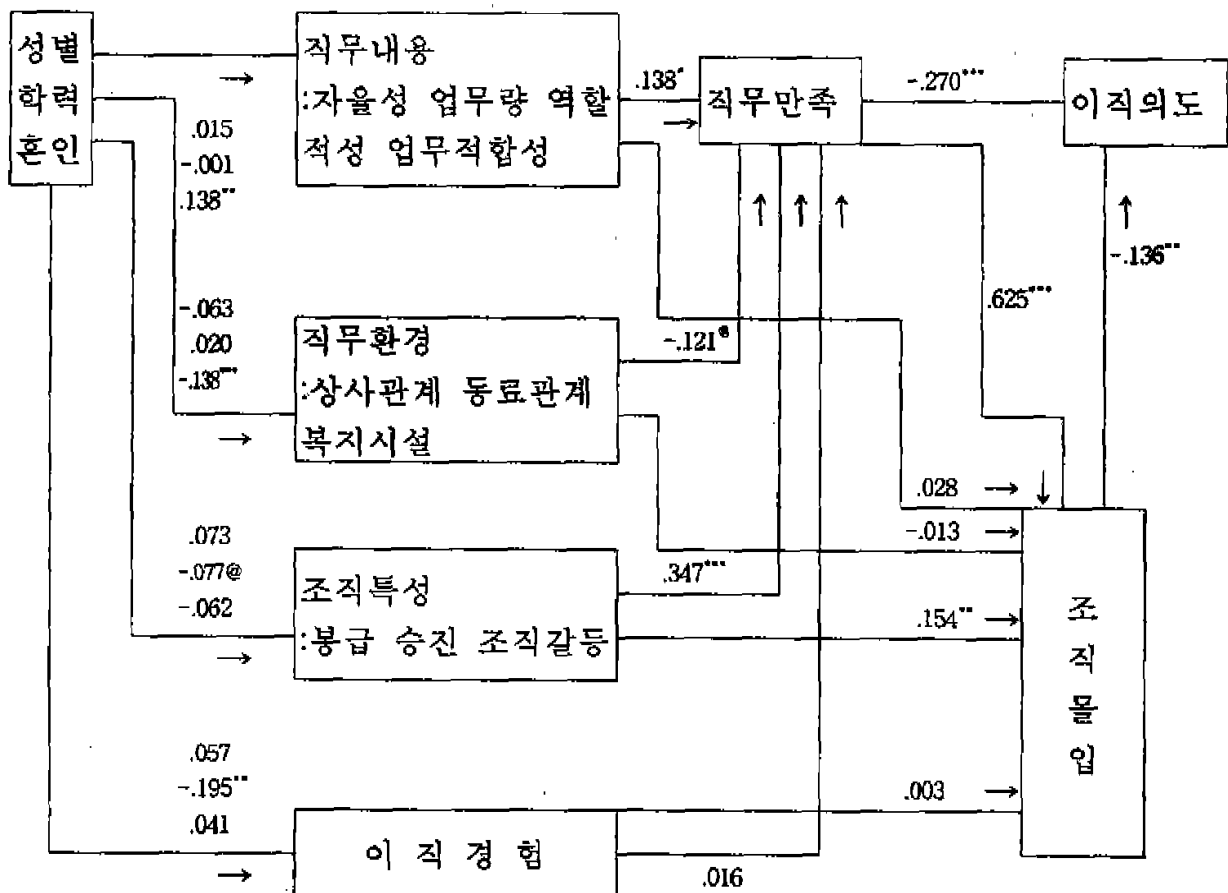 성별
학력
혼인
직무내용
:자율성 업무량 역할
적성 업무적합성
.138*
직무만족
-.270***
이직의도
.015
-.001
.138**
-.136**
.625***
-.063
.020
-.138***
직무환경
:상사관계 동료관계
복지시설
-.121@
.028
-.013
.073
-.077@
-.062
조직특성
:봉급 승진 조직갈등
.347***
.154**
조직몰입
.057
-.195**
.041
이직경험
.003
.016